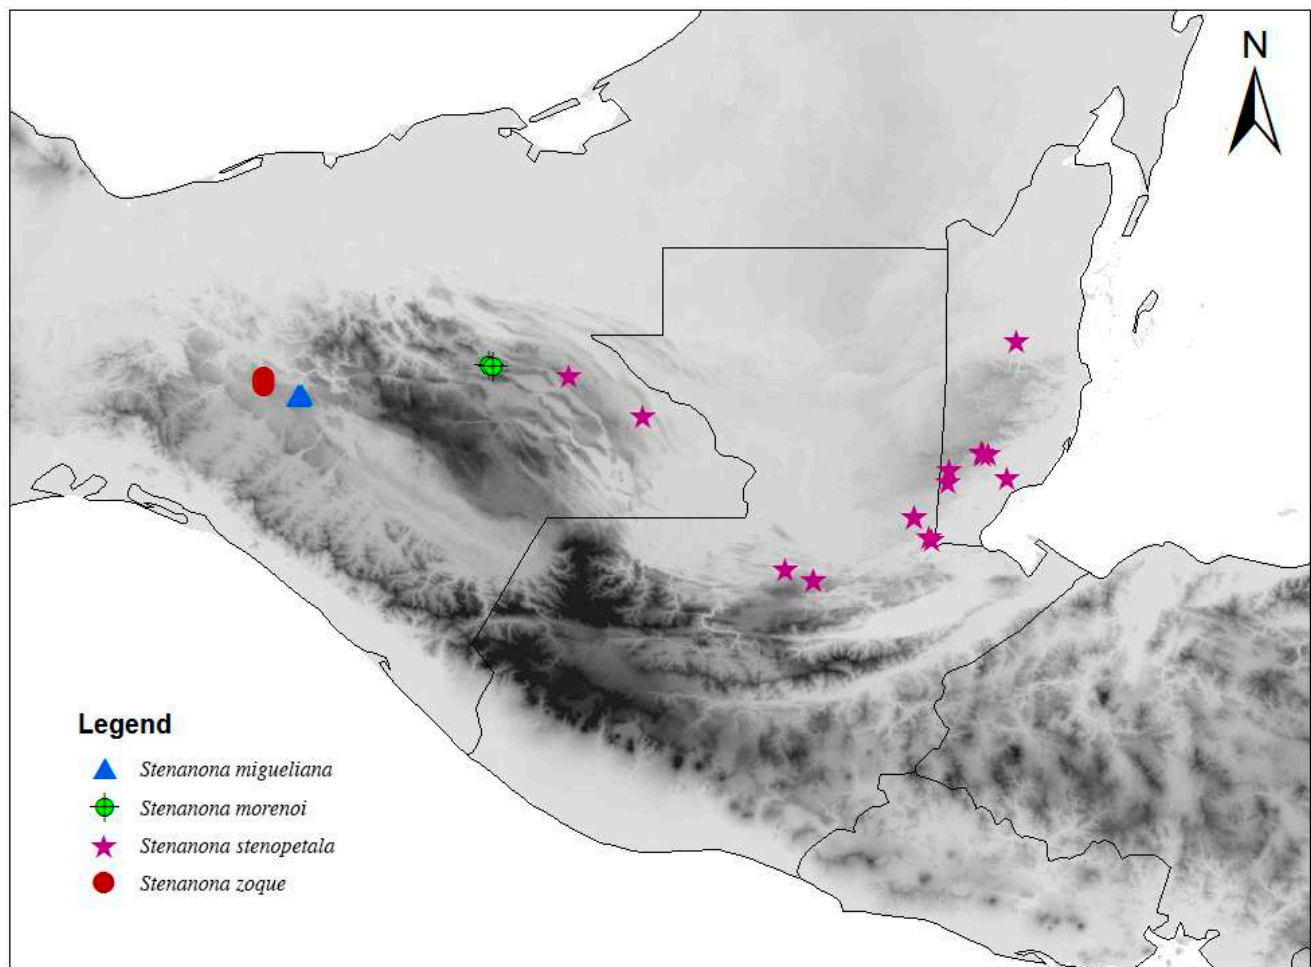 N
Legend
Stenanona migueliana
Stenanona morenoi
Stenanona stenopetala
Stenanona zoque